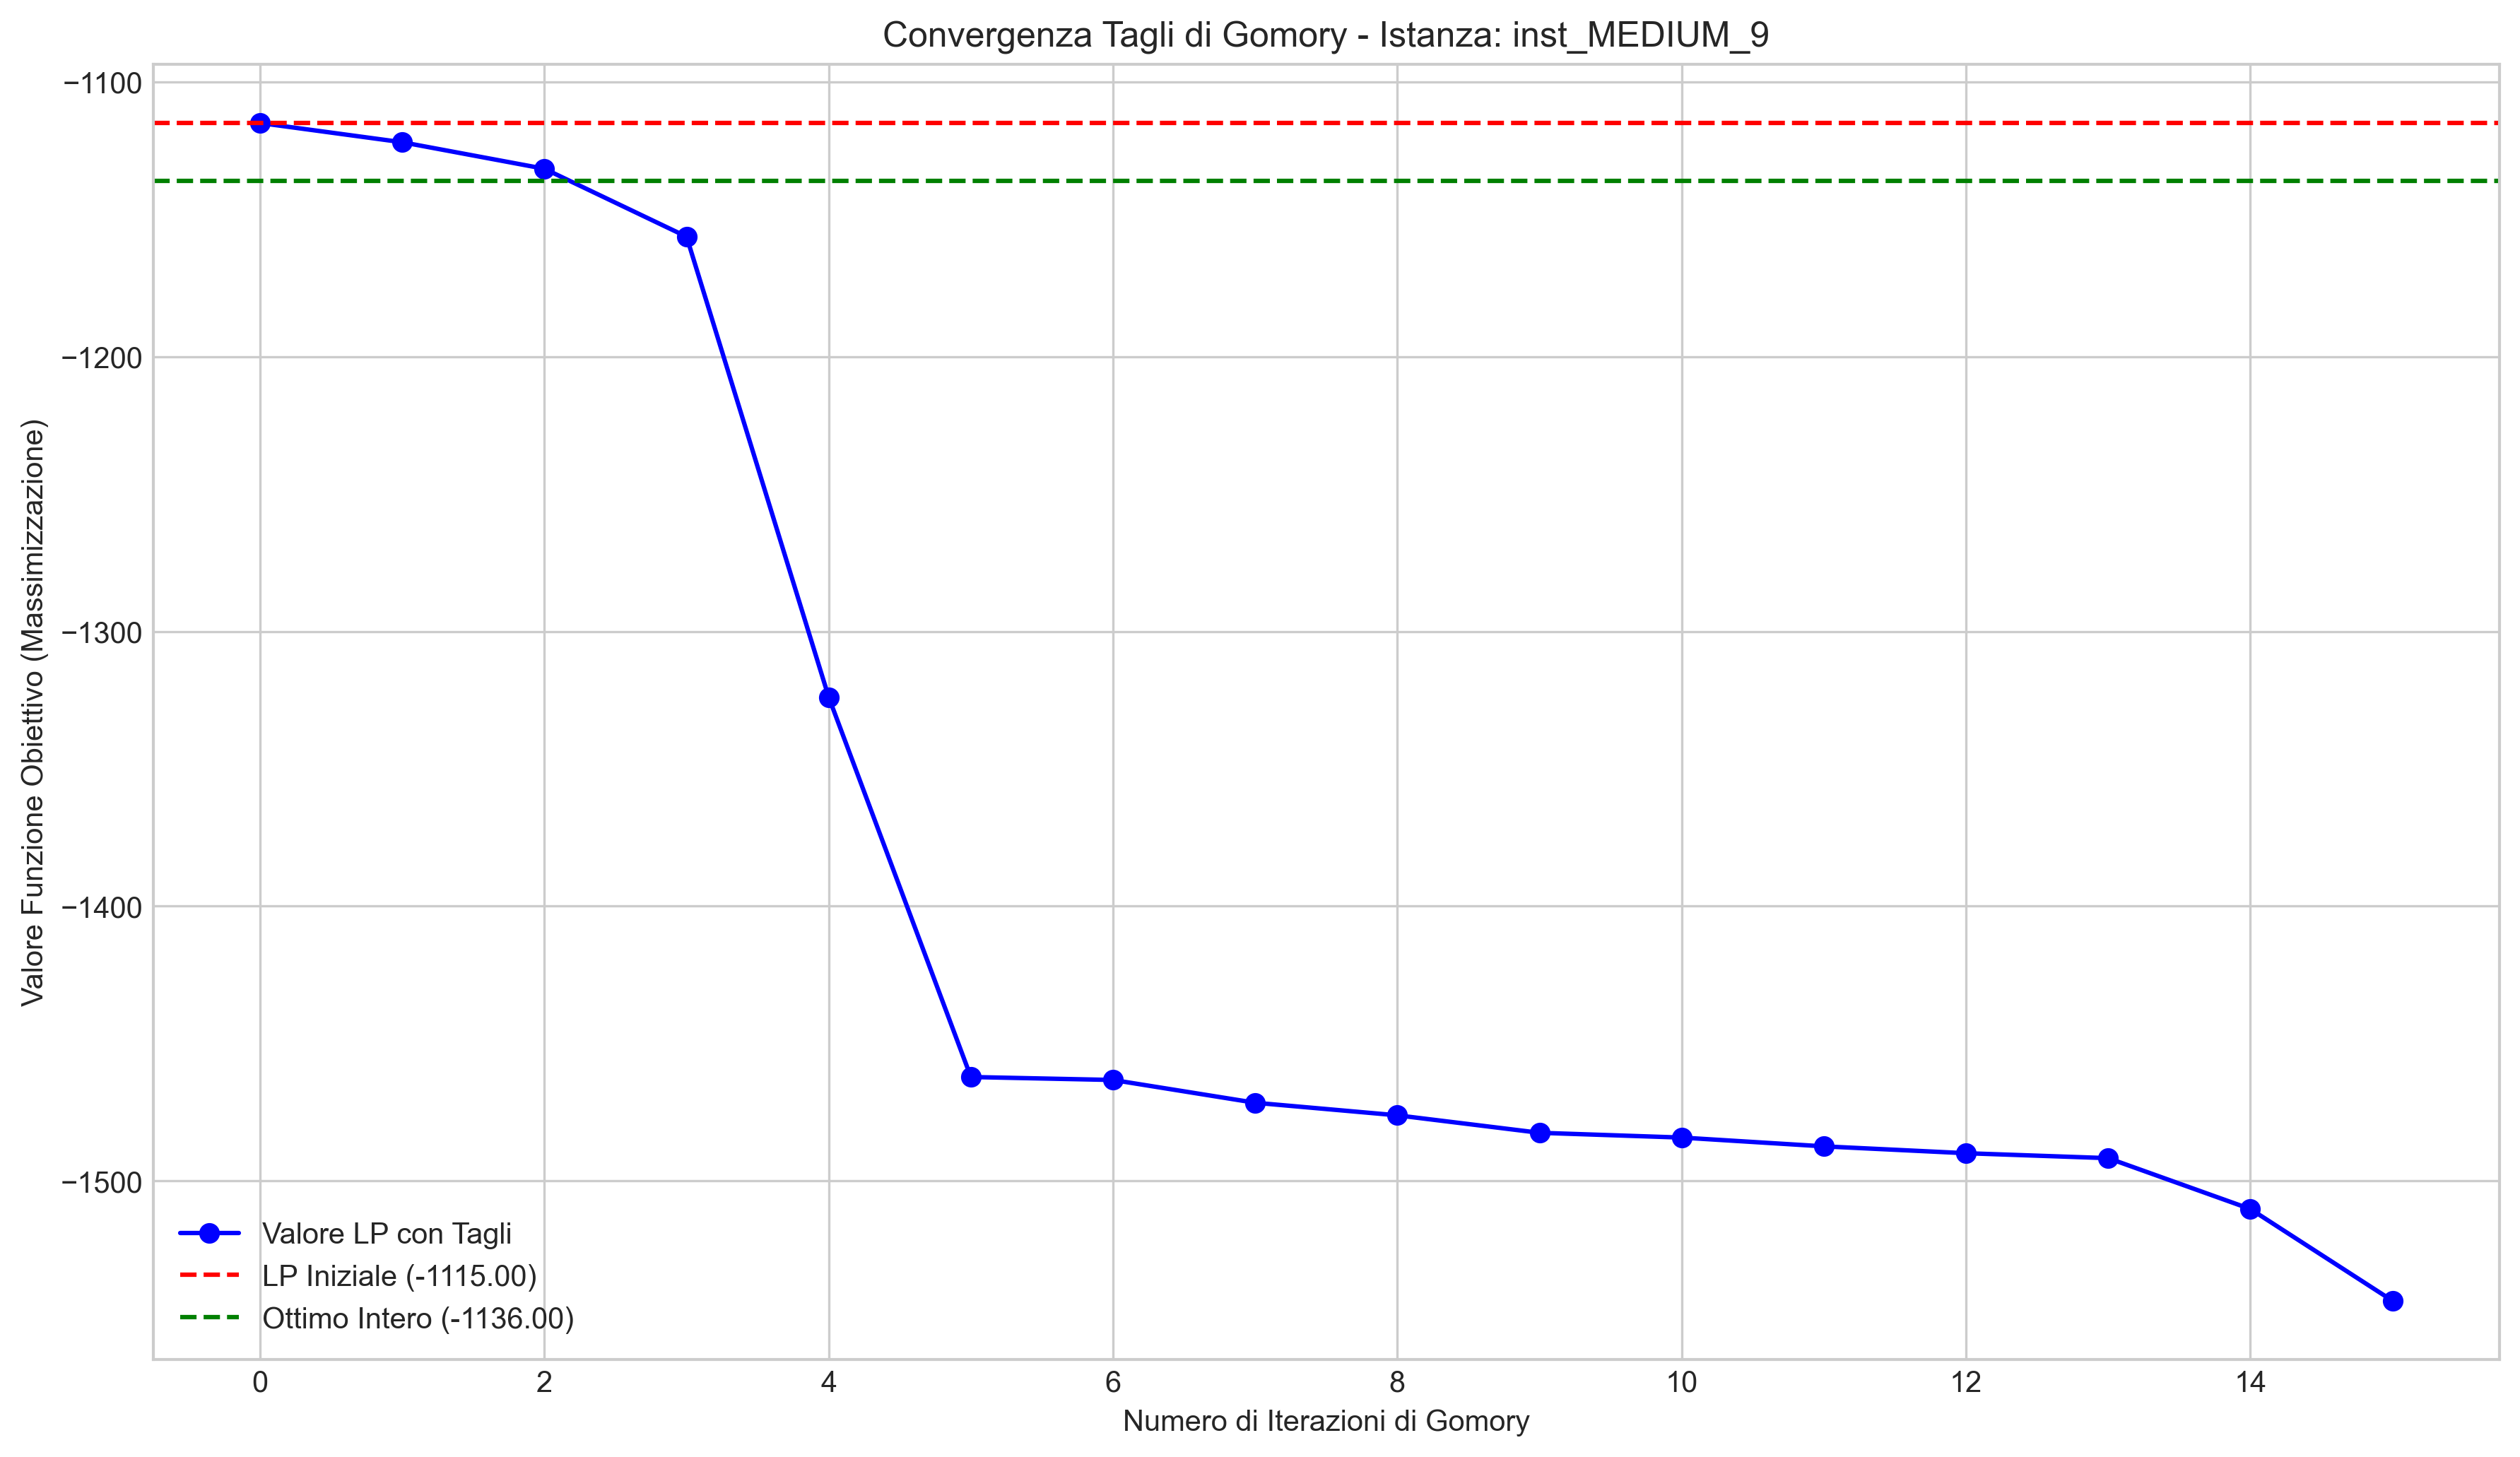 Convergenza Tagli di Gomory - Istanza: inst_MEDIUM_9
Valore Funzione Obiettivo (Massimizzazione)
−1100
−1200
−1300
−1400
−1500
Valore LP con Tagli
LP Iniziale (-1115.00)
Ottimo Intero (-1136.00)
0 2 4 6 8 10 12 14
Numero di Iterazioni di Gomory